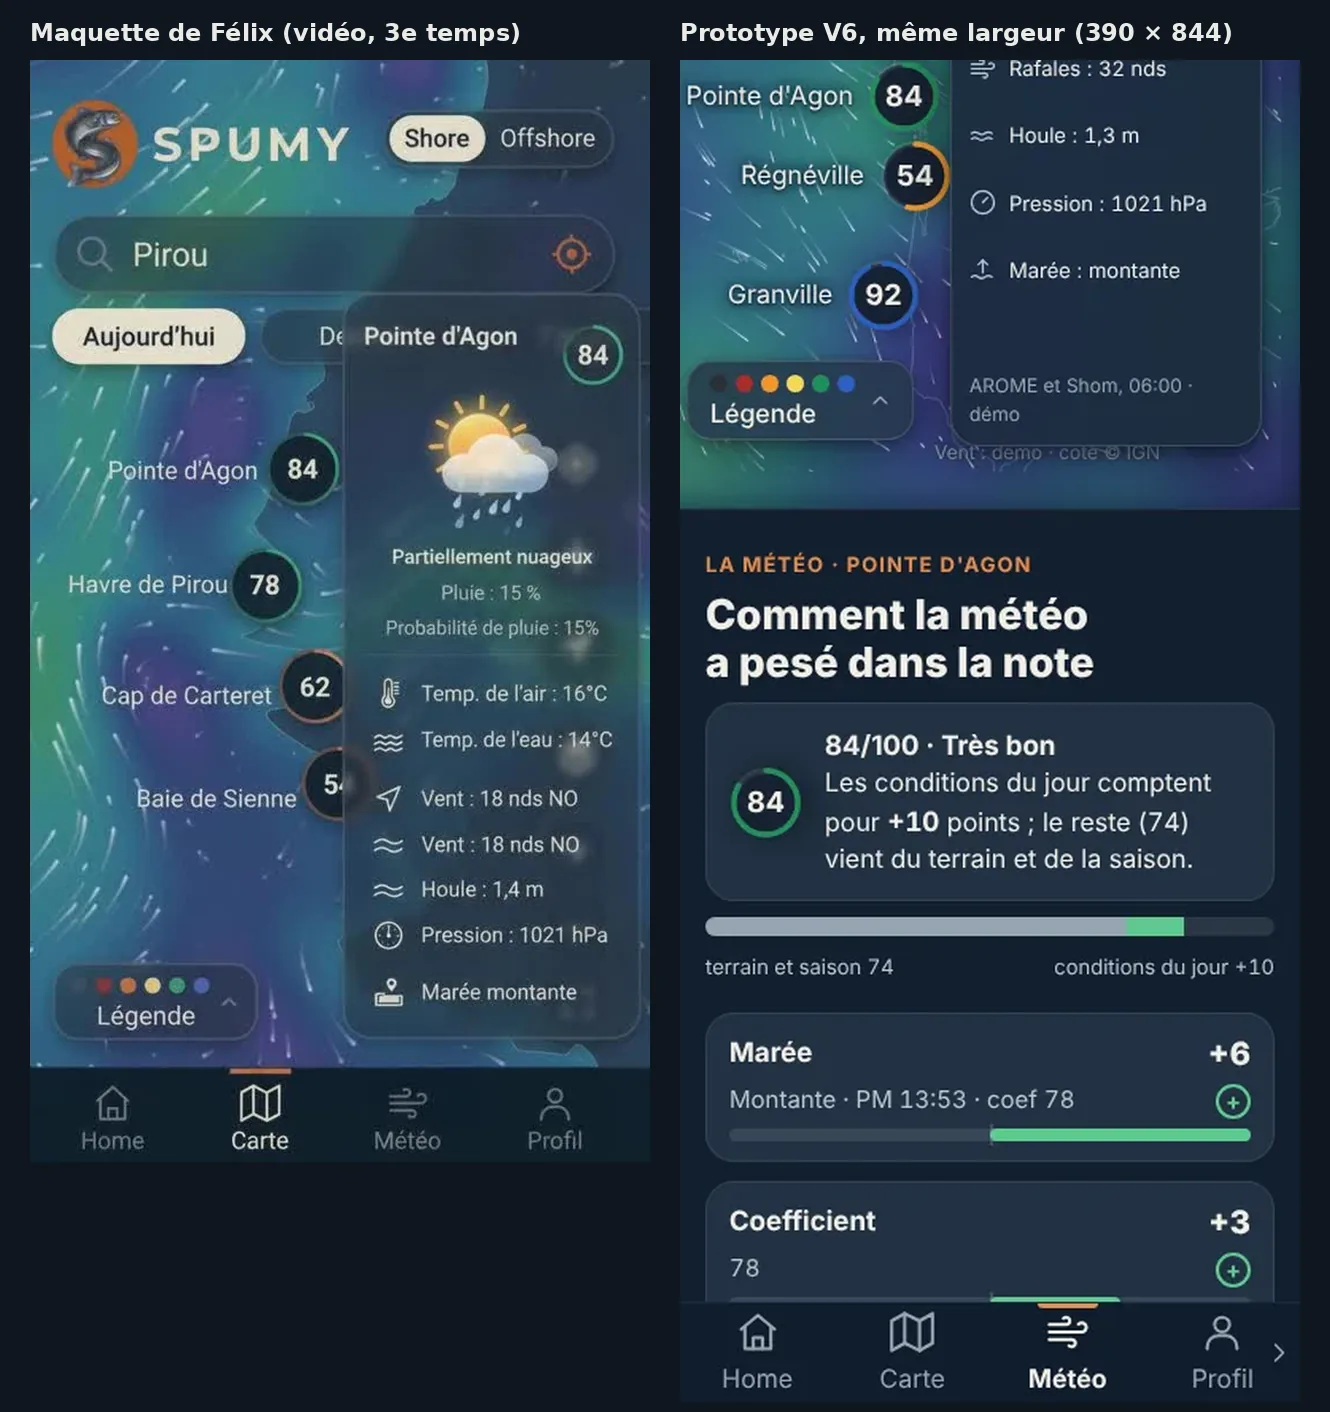 Maquette de Félix (vidéo, 3e temps)
SPUMY
Shore
Offshore
Pirou
Aujourd'hui
De
Pointe d'Agon
84
Partiellement nuageux
Pluie : 15 %
Probabilité de pluie : 15%
Temp. de l'air : 16°C
Temp. de l'eau : 14°C
Vent : 18 nds NO
Vent : 18 nds NO
Houle : 1,4 m
Pression : 1021 hPa
Marée montante
Pointe d'Agon 84
Havre de Pirou 78
Cap de Carteret 62
Baie de Sienne 54
Légende
Home
Carte
Météo
Profil
Prototype V6, même largeur (390 × 844)
Pointe d'Agon 84
Régnéville 54
Granville 92
Légende
Rafales : 32 nds
Houle : 1,3 m
Pression : 1021 hPa
Marée : montante
AROME et Shom, 06:00 ·
démo
Vent : démo · côte © IGN
LA MÉTÉO · POINTE D'AGON
Comment la météo
a pesé dans la note
84
84/100 · Très bon
Les conditions du jour comptent
pour +10 points ; le reste (74)
vient du terrain et de la saison.
terrain et saison 74
conditions du jour +10
Marée
+6
Montante · PM 13:53 · coef 78
Coefficient
+3
78
Home
Carte
Météo
Profil